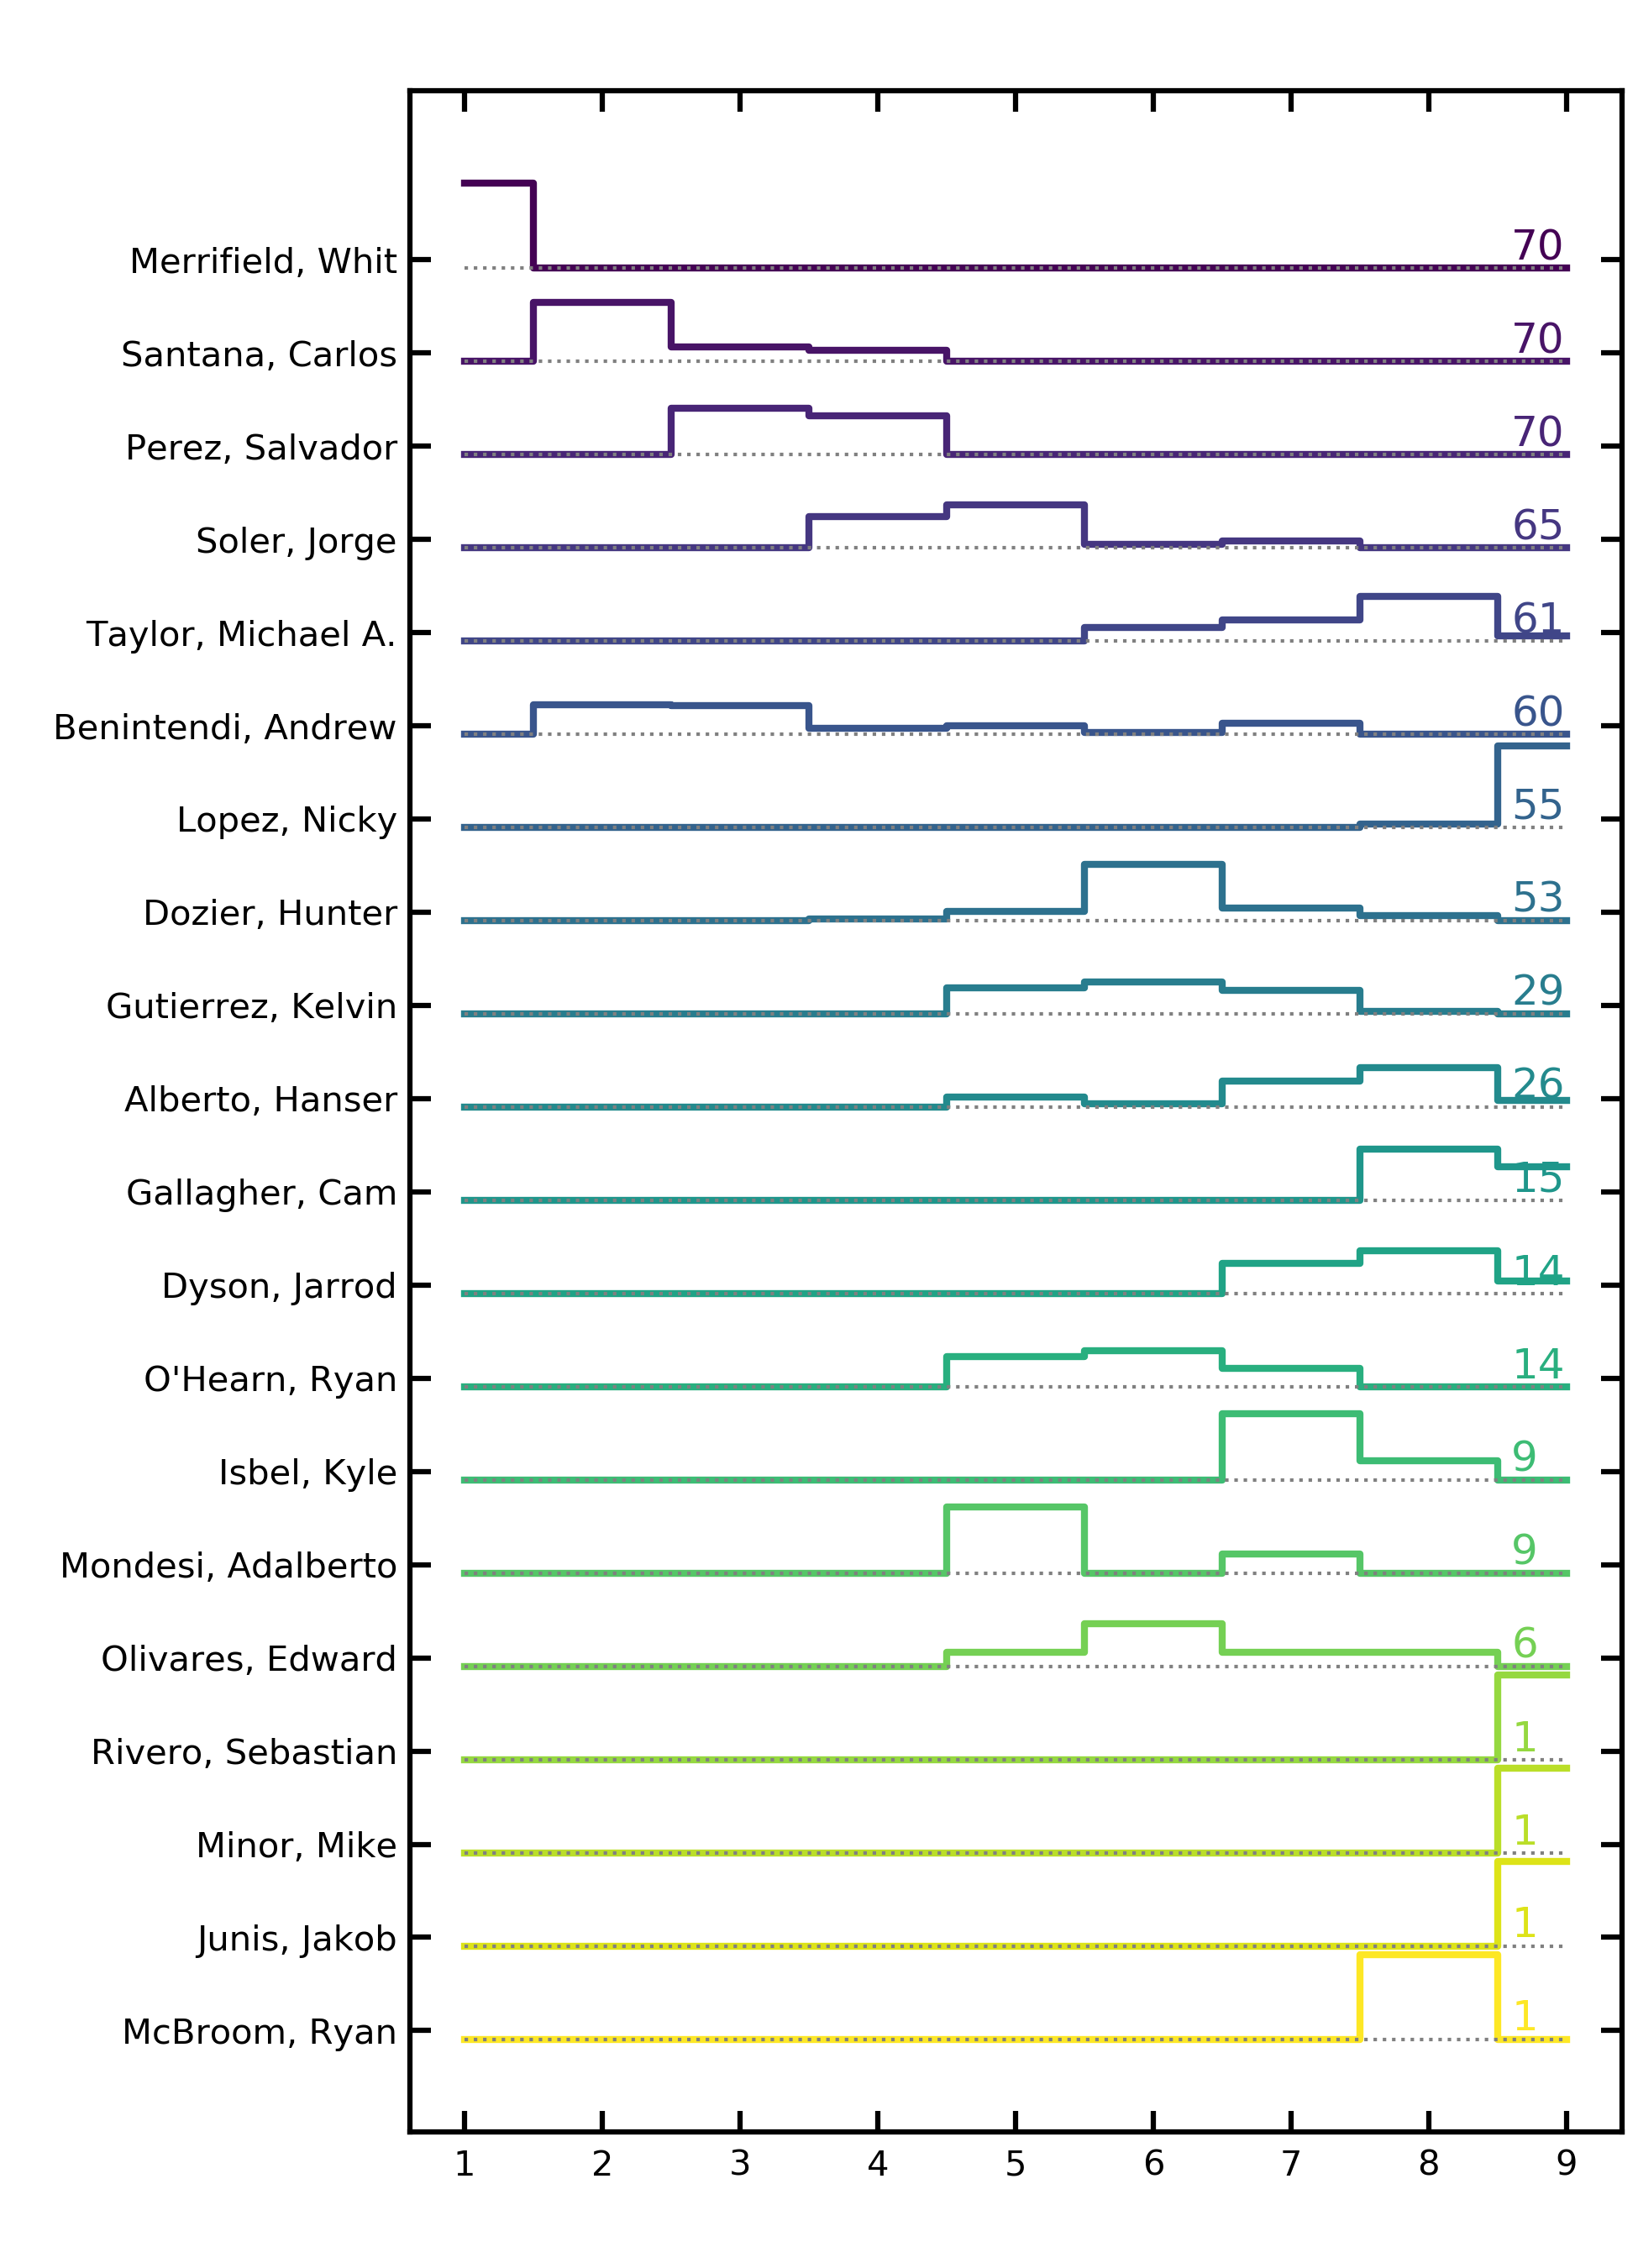 Merrifield, Whit 70
Santana, Carlos 70
Perez, Salvador 70
Soler, Jorge 65
Taylor, Michael A. 61
Benintendi, Andrew 60
Lopez, Nicky 55
Dozier, Hunter 53
Gutierrez, Kelvin 29
Alberto, Hanser 26
Gallagher, Cam 15
Dyson, Jarrod 14
O'Hearn, Ryan 14
Isbel, Kyle 9
Mondesi, Adalberto 9
Olivares, Edward 6
Rivero, Sebastian 1
Minor, Mike 1
Junis, Jakob 1
McBroom, Ryan 1
1 2 3 4 5 6 7 8 9